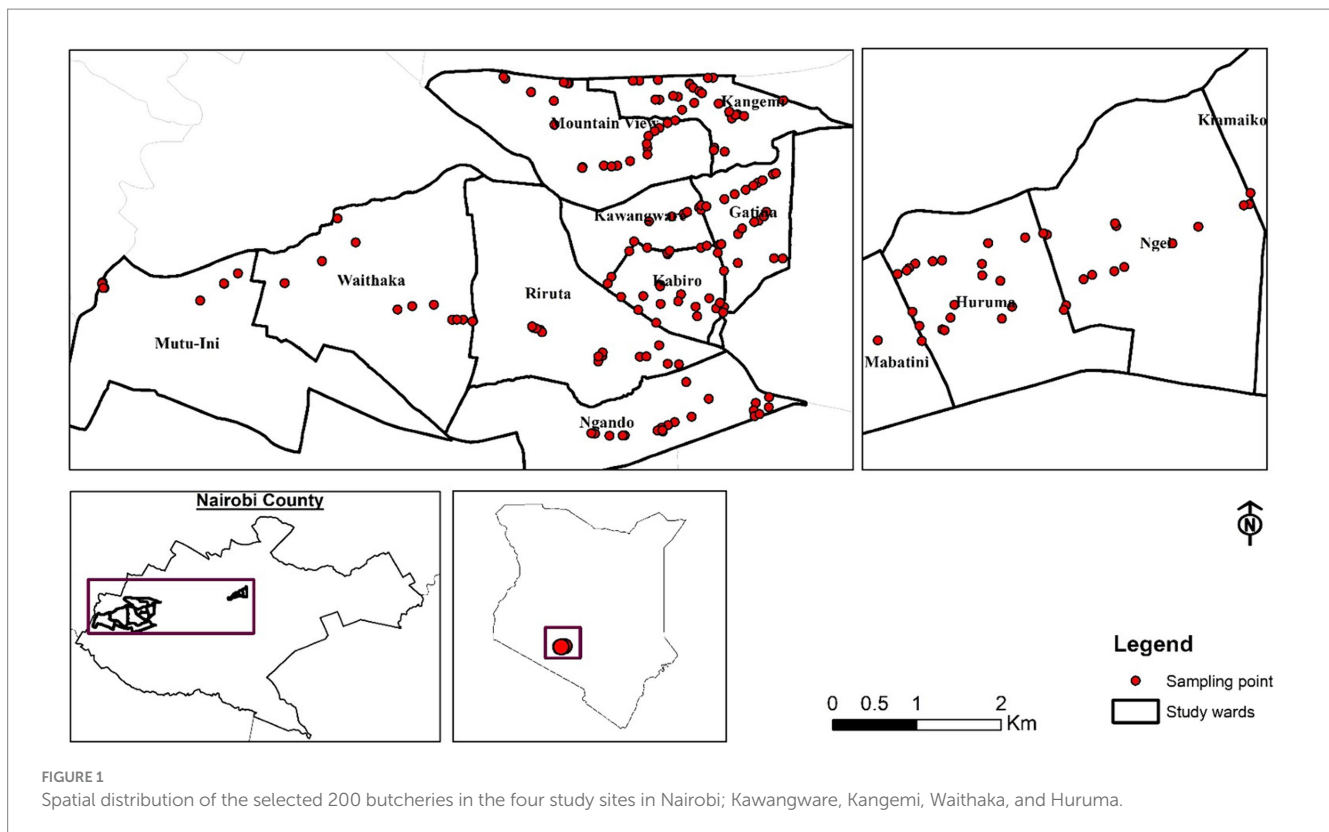 Kangemi
Mountain View
Kawangware
Gatina
Waithaka
Riruta
Kabiro
Mutu-Ini
Ngando
Kiamaiko
Ngei
Huruma
Mabatini
Nairobi County
N
Legend
Sampling point
Study wards
0 0.5 1 2
Km
FIGURE 1
Spatial distribution of the selected 200 butcheries in the four study sites in Nairobi; Kawangware, Kangemi, Waithaka, and Huruma.